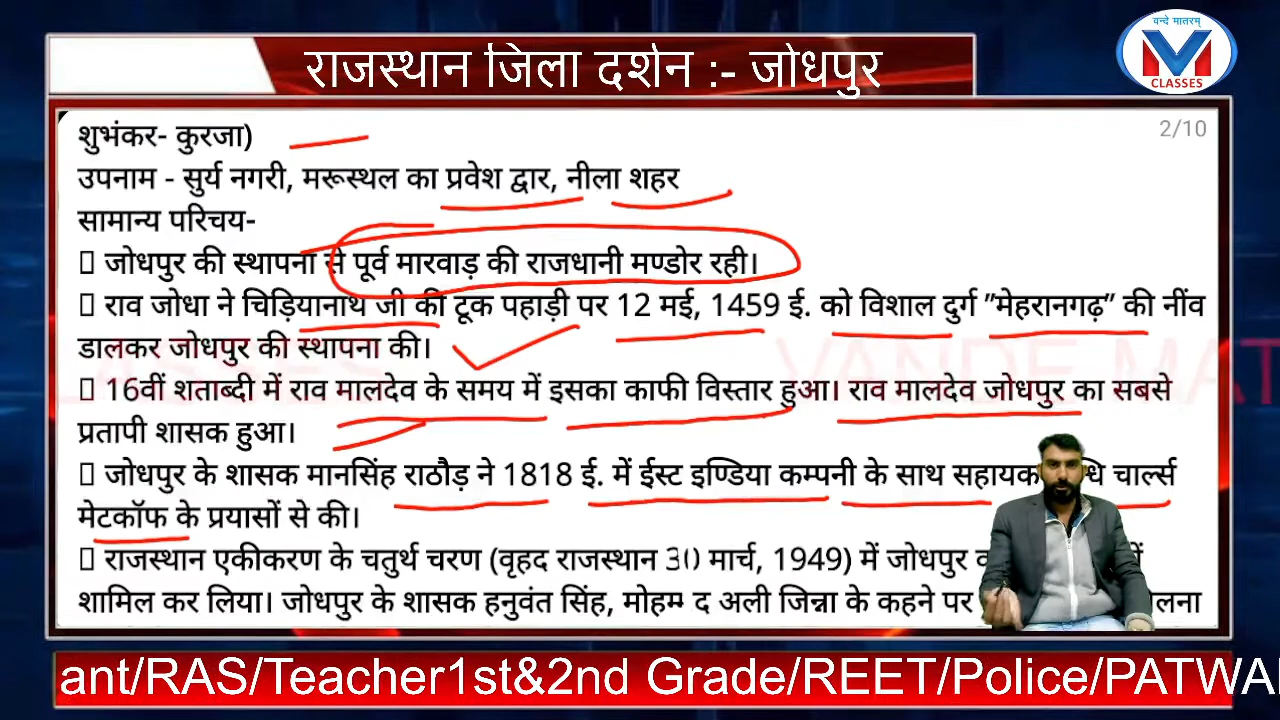 वन्दे मातरम्
CLASSES
राजस्थान जिला दर्शन :- जोधपुर
2/10
शुभंकर- कुरजा)
उपनाम - सुर्य नगरी, मरूस्थल का प्रवेश द्वार, नीला शहर
सामान्य परिचय-
जोधपुर की स्थापना से पूर्व मारवाड़ की राजधानी मण्डोर रही।
राव जोधा ने चिड़ियानाथ जी की टूक पहाड़ी पर 12 मई, 1459 ई. को विशाल दुर्ग "मेहरानगढ़" की नींव
डालकर जोधपुर की स्थापना की।
16वीं शताब्दी में राव मालदेव के समय में इसका काफी विस्तार हुआ। राव मालदेव जोधपुर का सबसे
प्रतापी शासक हुआ।
जोधपुर के शासक मानसिंह राठौड़ ने 1818 ई. में ईस्ट इण्डिया कम्पनी के साथ सहायक चार्ल्स
मेटकॉफ के प्रयासों से की।
राजस्थान एकीकरण के चतुर्थ चरण (वृहद राजस्थान 30 मार्च, 1949) में जोधपुर
शामिल कर लिया। जोधपुर के शासक हनुवंत सिंह, मोहम्मद अली जिन्ना के कहने पर
ant/RAS/Teacher1st&2nd Grade/REET/Police/PATWA